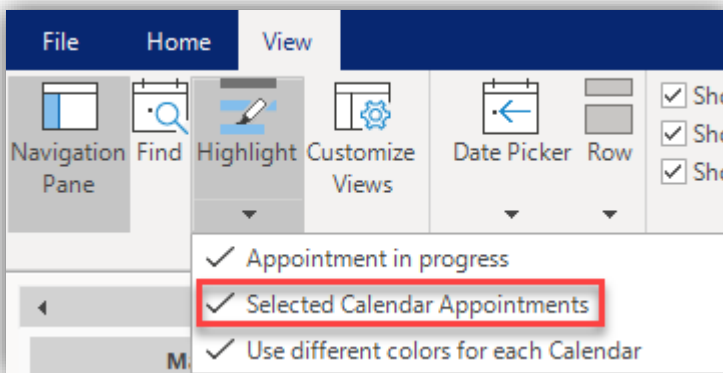 File Home View
Navigation Pane
Find
Highlight
Customize Views
Date Picker
Row
Appointment in progress
Selected Calendar Appointments
Use different colors for each Calendar